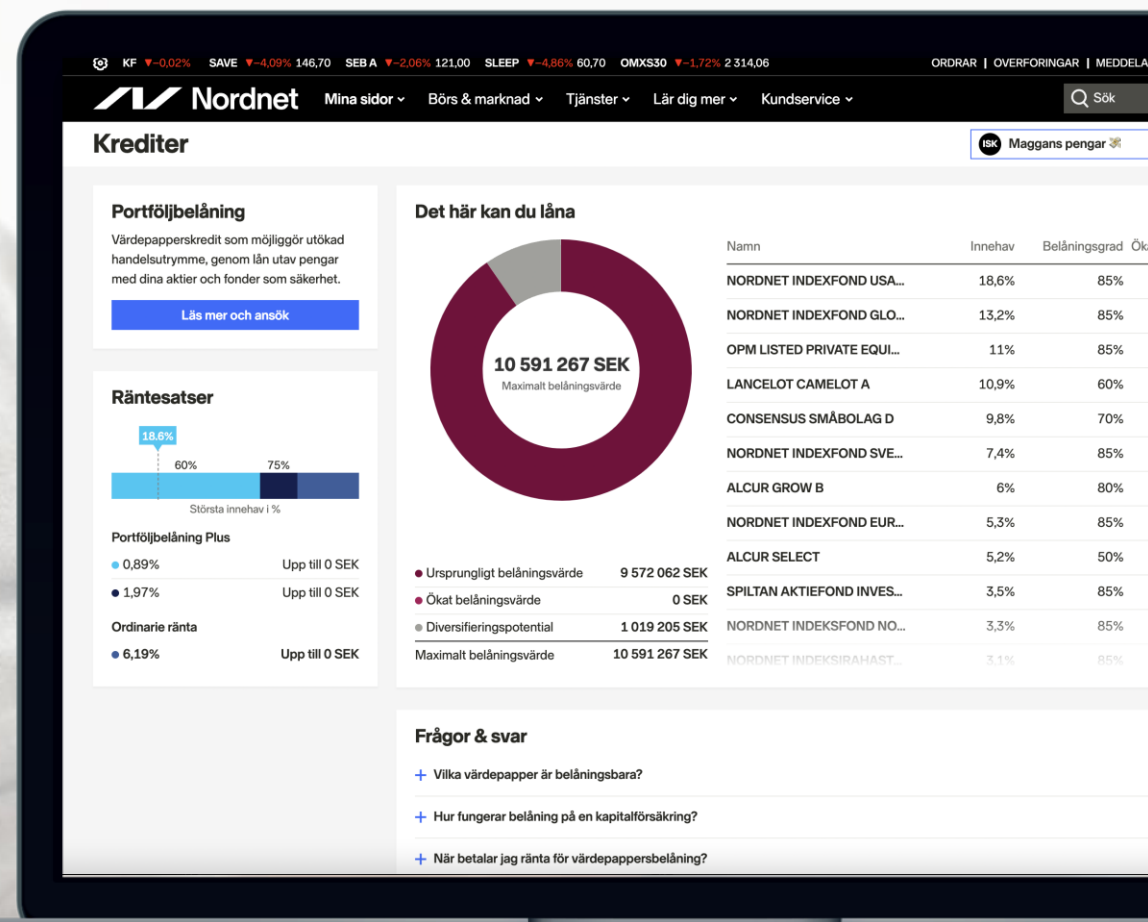 KF ▼−0,02% SAVE ▼−4,09% 146,70 SEB A ▼−2,06% 121,00 SLEEP ▼−4,86% 60,70 OMXS30 ▼−1,72% 2 314,06 ORDRAR | OVERFORINGAR | MEDDELA
Nordnet Mina sidor Börs & marknad Tjänster Lär dig mer Kundservice Sök
Krediter
ISK Maggans pengar 💸
Portföljbelåning
Värdepapperskredit som möjliggör utökad
handelsutrymme, genom lån utav pengar
med dina aktier och fonder som säkerhet.
Läs mer och ansök
Räntesatser
18.6%
60% 75%
Största innehav i %
Portföljbelåning Plus
0,89% Upp till 0 SEK
1,97% Upp till 0 SEK
Ordinarie ränta
6,19% Upp till 0 SEK
Det här kan du låna
10 591 267 SEK
Maximalt belåningsvärde
Ursprungligt belåningsvärde 9 572 062 SEK
Ökat belåningsvärde 0 SEK
Diversifieringspotential 1 019 205 SEK
Maximalt belåningsvärde 10 591 267 SEK
Namn Innehav Belåningsgrad Öka
NORDNET INDEXFOND USA... 18,6% 85%
NORDNET INDEXFOND GLO... 13,2% 85%
OPM LISTED PRIVATE EQUI... 11% 85%
LANCELOT CAMELOT A 10,9% 60%
CONSENSUS SMÅBOLAG D 9,8% 70%
NORDNET INDEXFOND SVE... 7,4% 85%
ALCUR GROW B 6% 80%
NORDNET INDEXFOND EUR... 5,3% 85%
ALCUR SELECT 5,2% 50%
SPILTAN AKTIEFOND INVES... 3,5% 85%
NORDNET INDEKSFOND NO... 3,3% 85%
NORDNET INDEKSIRAHAST... 3.1% 85%
Frågor & svar
+ Vilka värdepapper är belåningsbara?
+ Hur fungerar belåning på en kapitalförsäkring?
+ När betalar jag ränta för värdepappersbelåning?